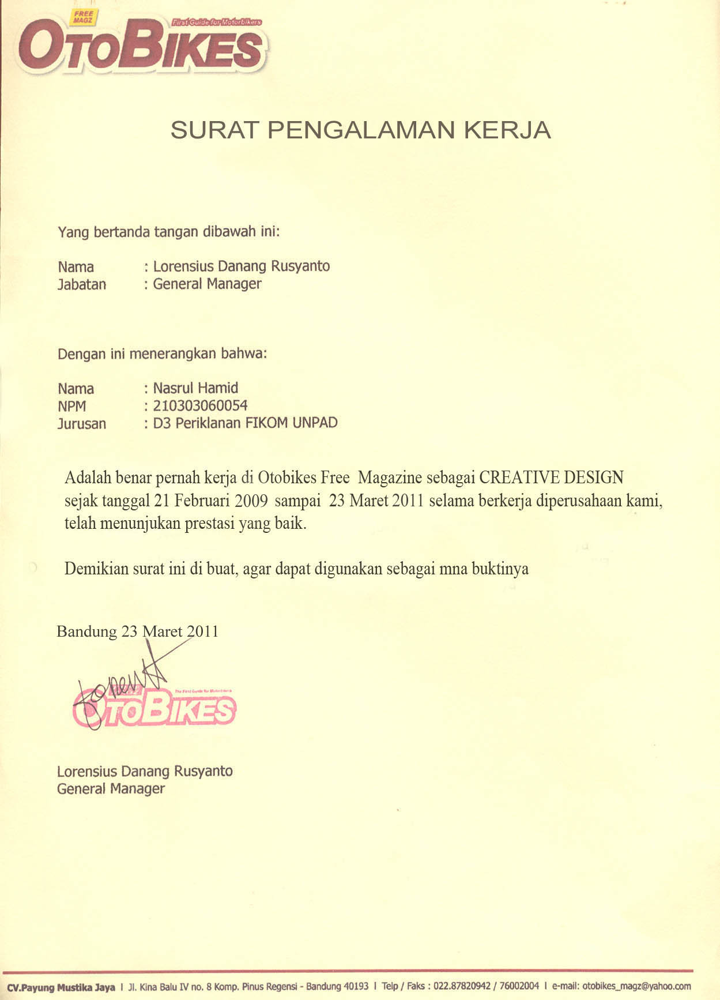 FREE
MAGZ
First Guide for Motorbikers
OTOBIKES
SURAT PENGALAMAN KERJA
Yang bertanda tangan dibawah ini:
Nama : Lorensius Danang Rusyanto
Jabatan : General Manager
Dengan ini menerangkan bahwa:
Nama : Nasrul Hamid
NPM : 210303060054
Jurusan : D3 Periklanan FIKOM UNPAD
Adalah benar pernah kerja di Otobikes Free Magazine sebagai CREATIVE DESIGN
sejak tanggal 21 Februari 2009 sampai 23 Maret 2011 selama berkerja diperusahaan kami,
telah menunjukan prestasi yang baik.
Demikian surat ini di buat, agar dapat digunakan sebagai mna buktinya
Bandung 23 Maret 2011
The First Guide for Motorbikers
OTOBIKES
Lorensius Danang Rusyanto
General Manager
CV.Payung Mustika Jaya I Jl. Kina Balu IV no. 8 Komp. Pinus Regensi - Bandung 40193 I Telp / Faks : 022.87820942 / 76002004 I e-mail: otobikes_magz@yahoo.com